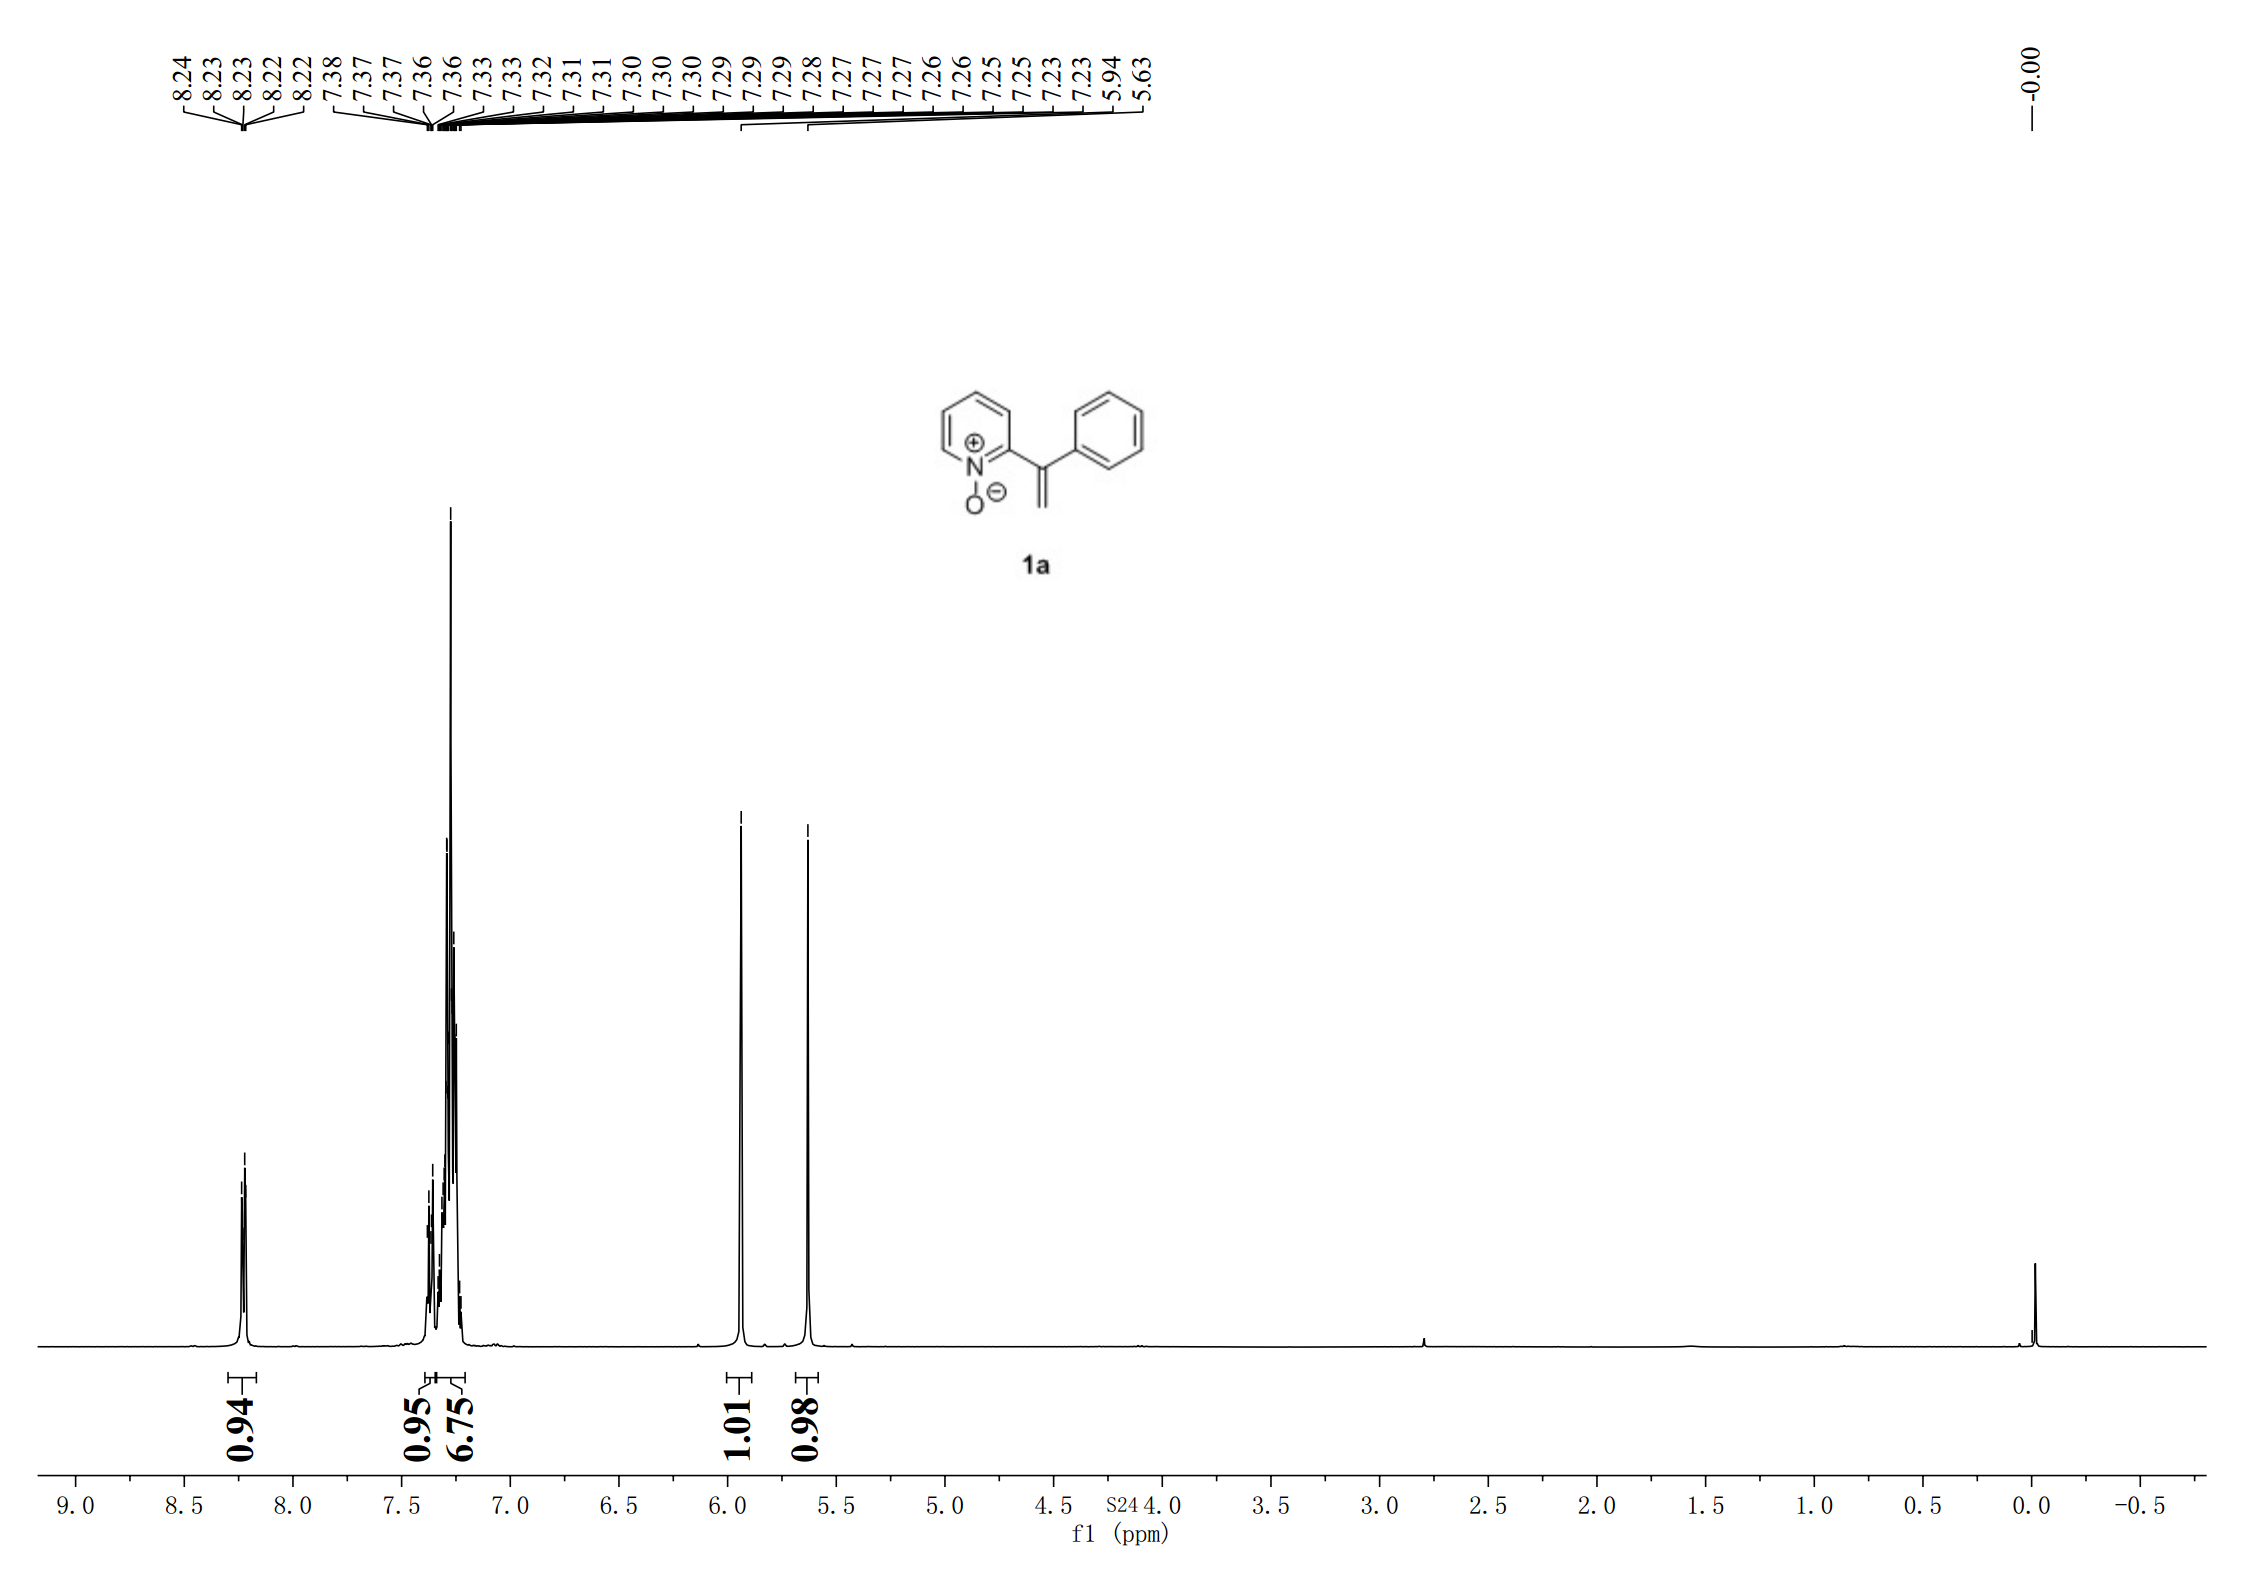 8.24 8.23 8.23 8.22 8.22 7.38 7.37 7.37 7.36 7.36 7.33 7.33 7.32 7.31 7.31 7.30 7.30 7.30 7.29 7.29 7.29 7.28 7.27 7.27 7.27 7.26 7.26 7.25 7.25 7.23 7.23 5.94 5.63 -0.00
N
⊕
O
⊖
1a
0.94 0.95 6.75 1.01 0.98
9.0 8.5 8.0 7.5 7.0 6.5 6.0 5.5 5.0 4.5 S24 4.0 3.5 3.0 2.5 2.0 1.5 1.0 0.5 0.0 -0.5
f1 (ppm)